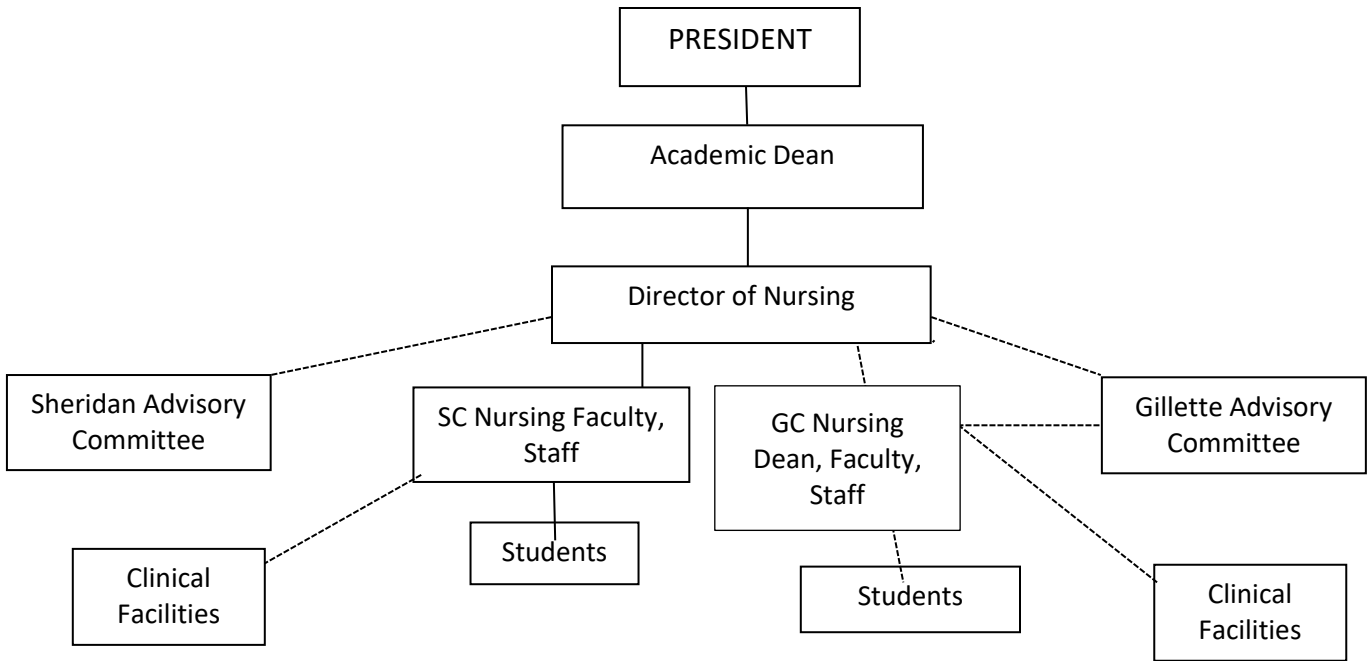 PRESIDENT
Academic Dean
Director of Nursing
Sheridan Advisory
Committee
SC Nursing Faculty,
Staff
GC Nursing
Dean, Faculty,
Staff
Gillette Advisory
Committee
Clinical
Facilities
Students
Students
Clinical
Facilities